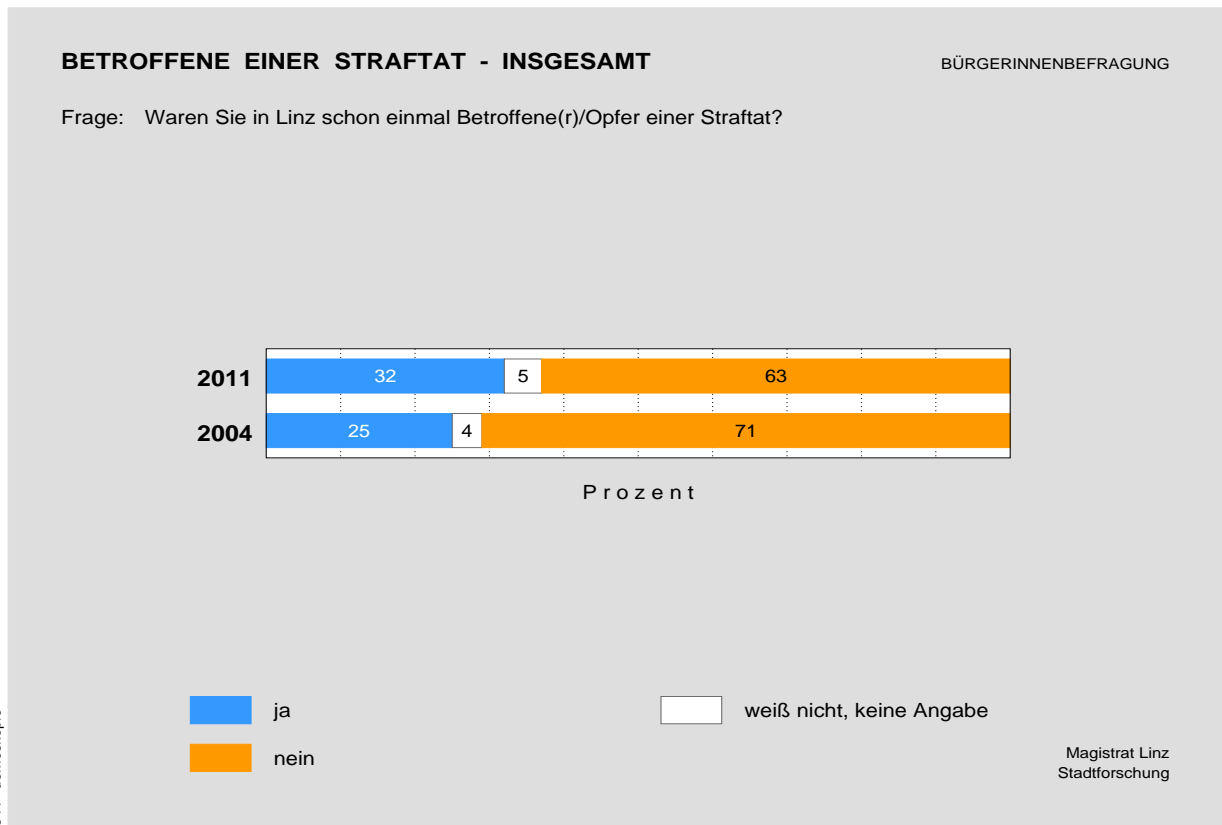 BETROFFENE EINER STRAFTAT - INSGESAMT
BÜRGERINNENBEFRAGUNG
Frage: Waren Sie in Linz schon einmal Betroffene(r)/Opfer einer Straftat?
2011 32 5 63
2004 25 4 71
Prozent
ja
weiß nicht, keine Angabe
nein
Magistrat Linz
Stadtforschung